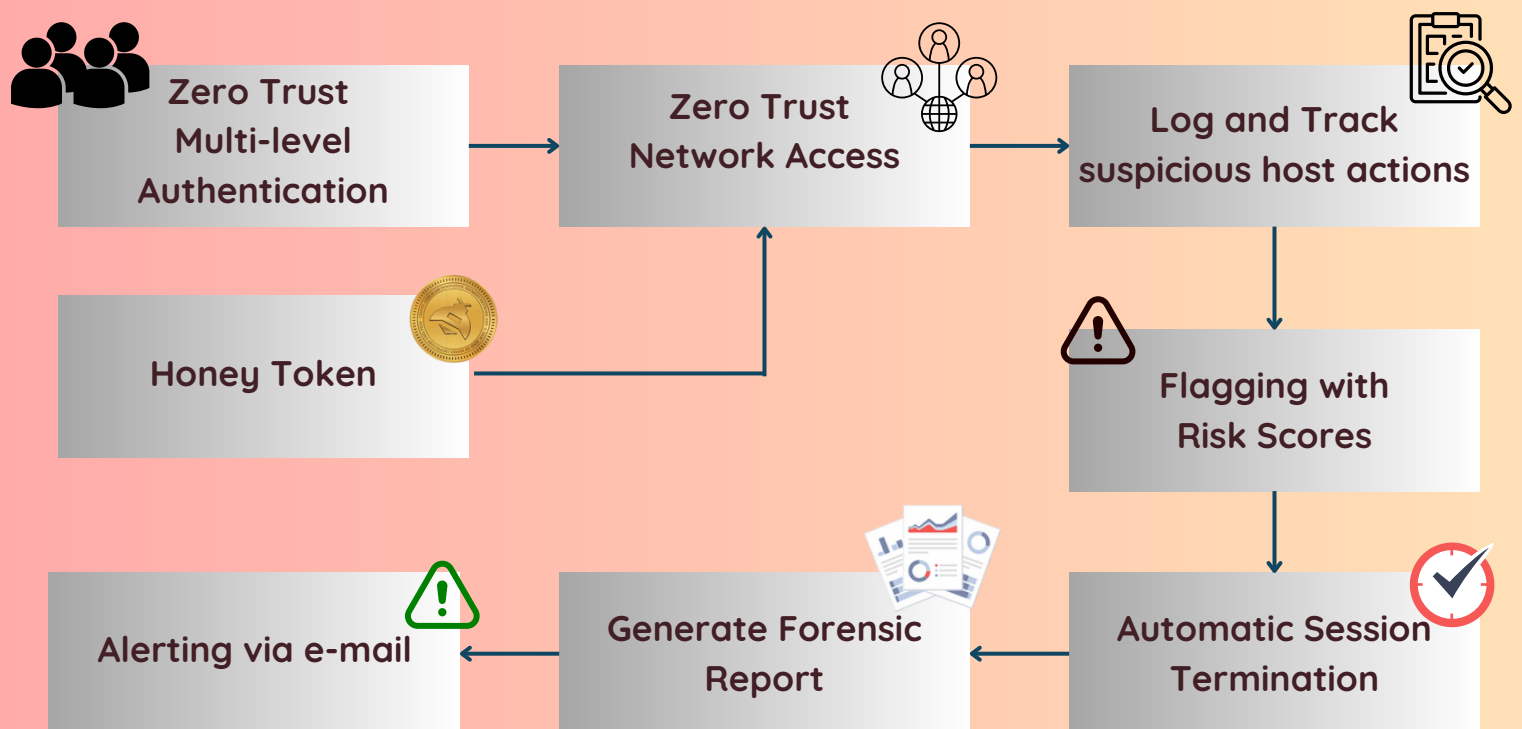 Zero Trust
Multi-level
Authentication
Zero Trust
Network Access
Log and Track
suspicious host actions
Honey Token
Flagging with
Risk Scores
Alerting via e-mail
Generate Forensic
Report
Automatic Session
Termination